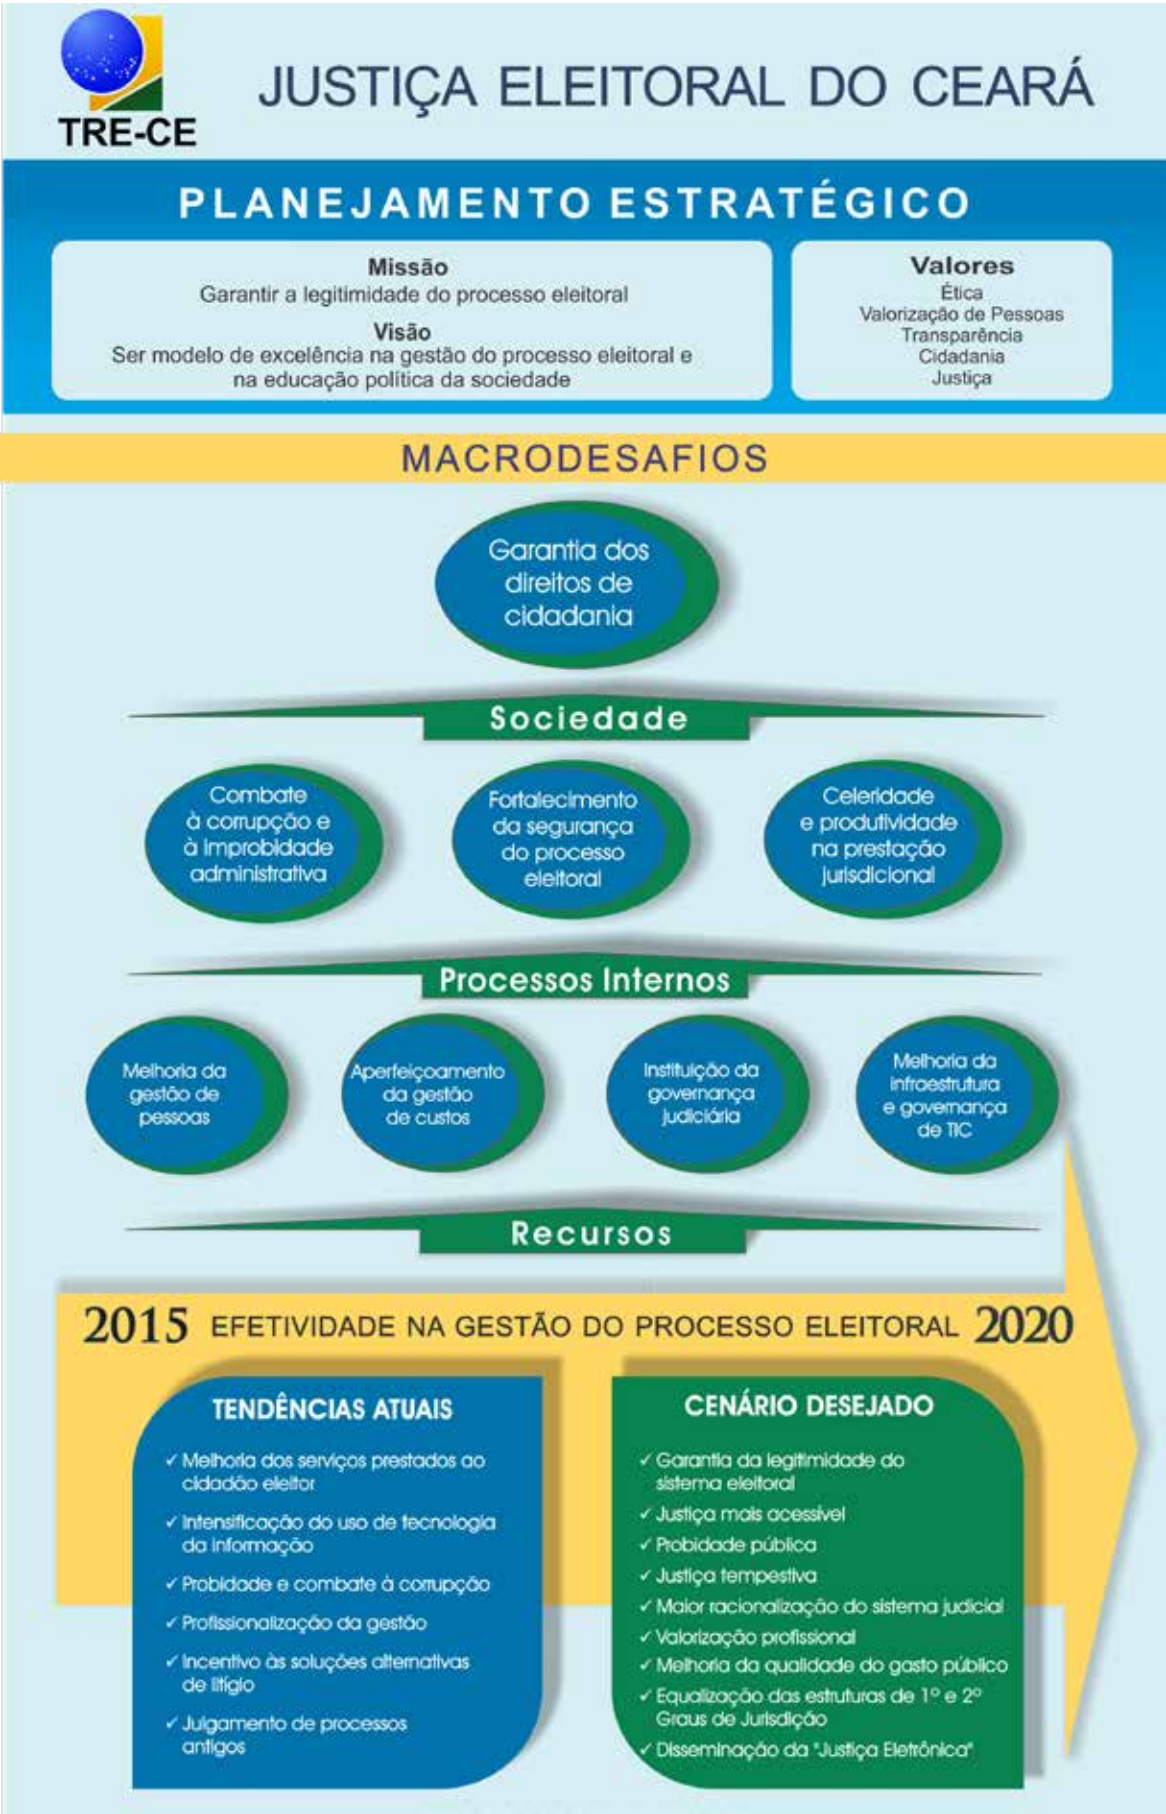 TRE-CE
JUSTIÇA ELEITORAL DO CEARÁ
PLANEJAMENTO ESTRATÉGICO
Missão
Garantir a legitimidade do processo eleitoral
Visão
Ser modelo de excelência na gestão do processo eleitoral e
na educação política da sociedade
Valores
Ética
Valorização de Pessoas
Transparência
Cidadania
Justiça
MACRODESAFIOS
Garantia dos
direitos de
cidadania
Sociedade
Combate
à corrupção e
à improbidade
administrativa
Fortalecimento
da segurança
do processo
eleitoral
Celeridade
e produtividade
na prestação
jurisdicional
Processos Internos
Melhoria da
gestão de
pessoas
Aperfeiçoamento
da gestão
de custos
Instituição da
governança
judiciária
Melhoria da
infraestrutura
e governança
de TIC
Recursos
2015 EFETIVIDADE NA GESTÃO DO PROCESSO ELEITORAL 2020
TENDÊNCIAS ATUAIS
✓ Melhoria dos serviços prestados ao
cidadão eleitor
✓ Intensificação do uso de tecnologia
da informação
✓ Probidade e combate à corrupção
✓ Profissionalização da gestão
✓ Incentivo às soluções alternativas
de litígio
✓ Julgamento de processos
antigos
CENÁRIO DESEJADO
✓ Garantia da legitimidade do
sistema eleitoral
✓ Justiça mais acessível
✓ Probidade pública
✓ Justiça tempestiva
✓ Maior racionalização do sistema judicial
✓ Valorização profissional
✓ Melhoria da qualidade do gasto público
✓ Equalização das estruturas de 1º e 2º
Graus de Jurisdição
✓ Disseminação da "Justiça Eletrônica"